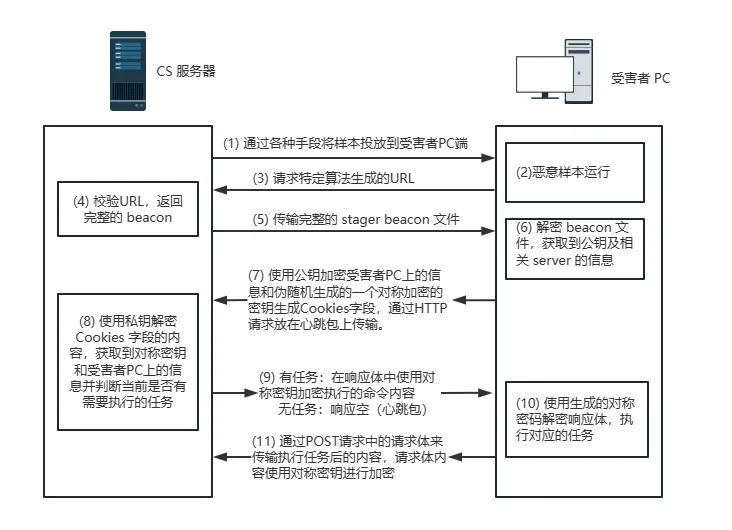 CS 服务器
受害者 PC
(1) 通过各种手段将样本投放到受害者PC端
(2)恶意样本运行
(3) 请求特定算法生成的URL
(4) 校验URL，返回
完整的 beacon
(5) 传输完整的 stager beacon 文件
(6) 解密 beacon 文
件，获取到公钥及相
关 server 的信息
(7) 使用公钥加密受害者PC上的信
息和伪随机生成的一个对称加密的
密钥生成Cookies字段，通过HTTP
请求放在心跳包上传输。
(8) 使用私钥解密
Cookies 字段的内
容，获取到对称密钥
和受害者PC上的信
息并判断当前是否有
需要执行的任务
(9) 有任务：在响应体中使用对
称密钥加密执行的命令内容
无任务：响应空（心跳包）
(10) 使用生成的对称
密码解密响应体，执
行对应的任务
(11) 通过POST请求中的请求体来
传输执行任务后的内容，请求体内
容使用对称密钥进行加密